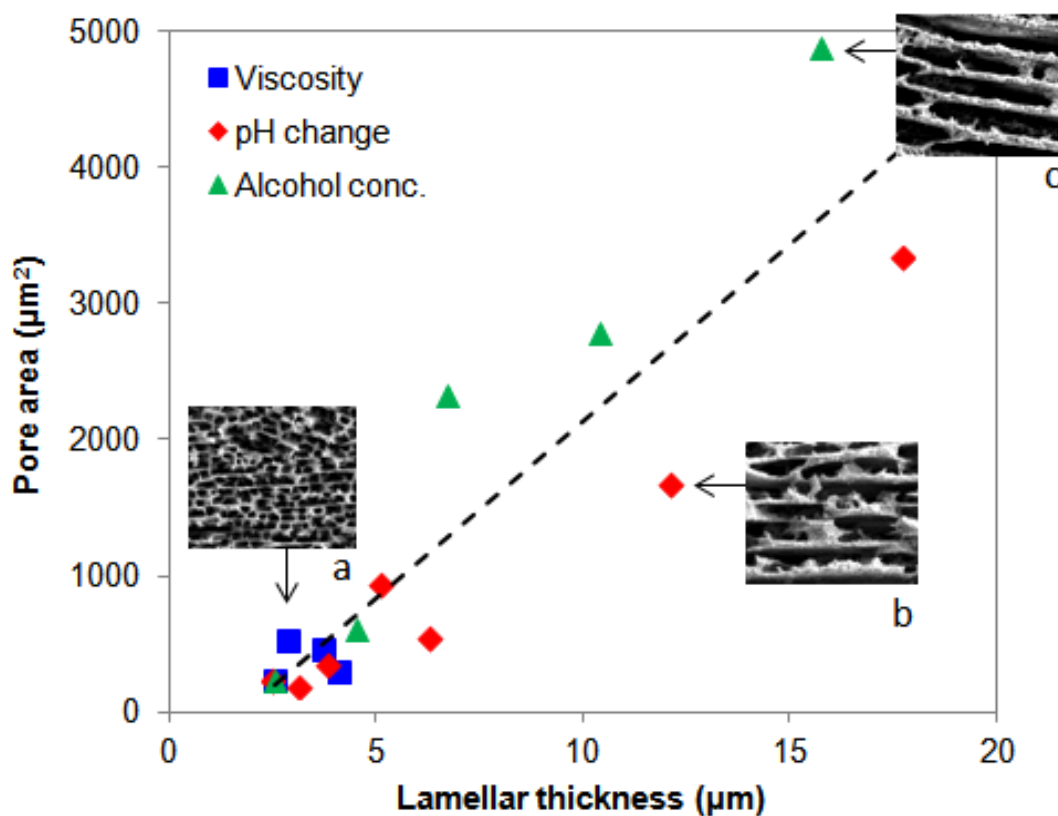 5000
4000
3000
2000
1000
0
Pore area (µm²)
Viscosity
pH change
Alcohol conc.
a
b
c
0 5 10 15 20
Lamellar thickness (µm)